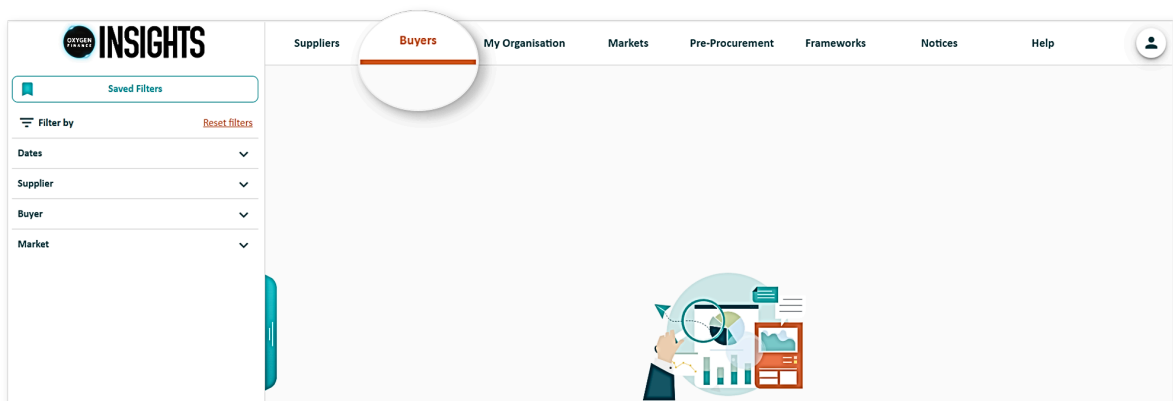 OXYGEN FINANCE INSIGHTS
Suppliers Buyers My Organisation Markets Pre-Procurement Frameworks Notices Help
Saved Filters
Filter by Reset filters
Dates
Supplier
Buyer
Market